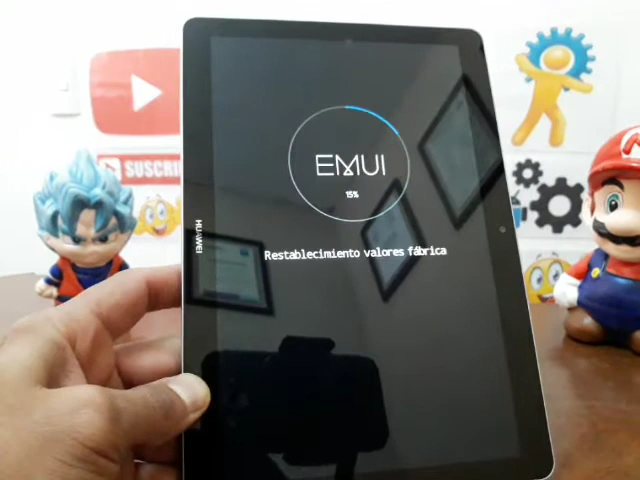 SUSCRI
HUAWEI
EMUI
15%
Restablecimiento valores fábrica